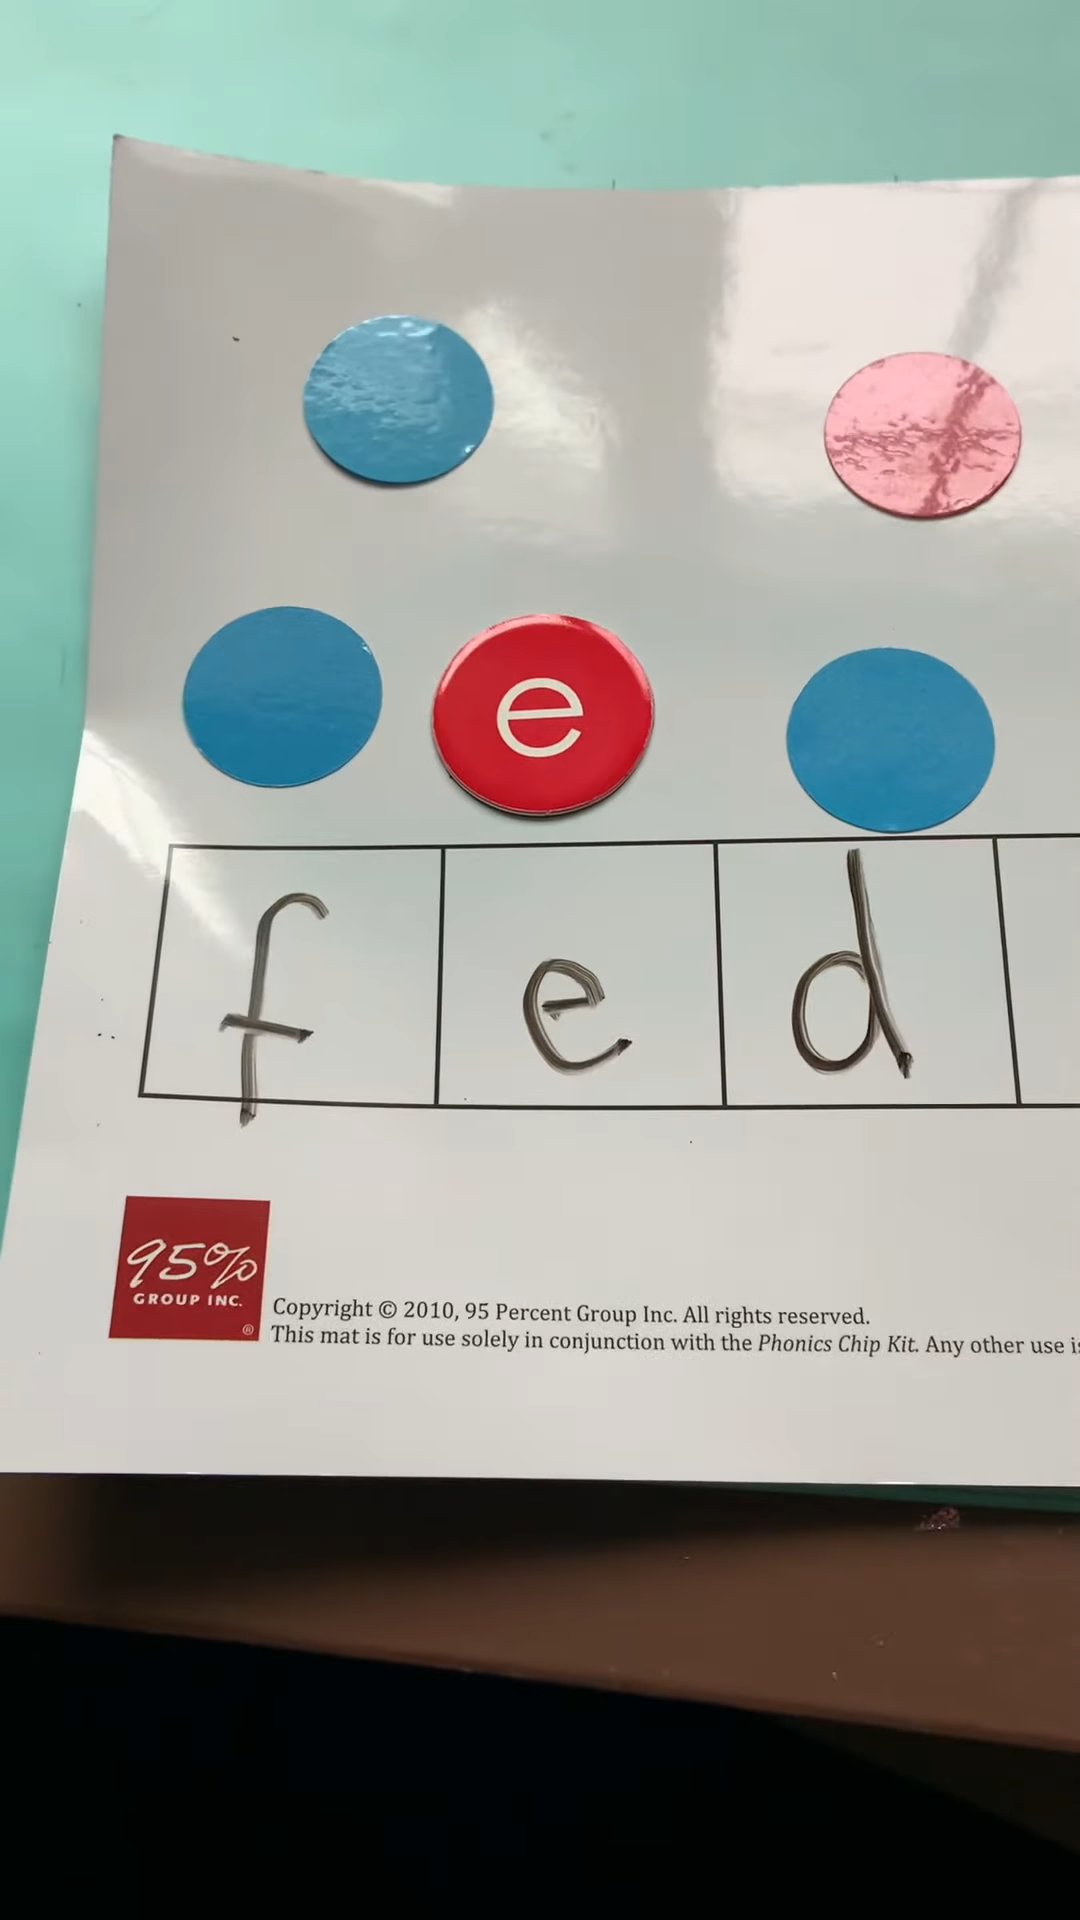 e
f e d
95%
GROUP INC.
®
Copyright © 2010, 95 Percent Group Inc. All rights reserved.
This mat is for use solely in conjunction with the Phonics Chip Kit. Any other use